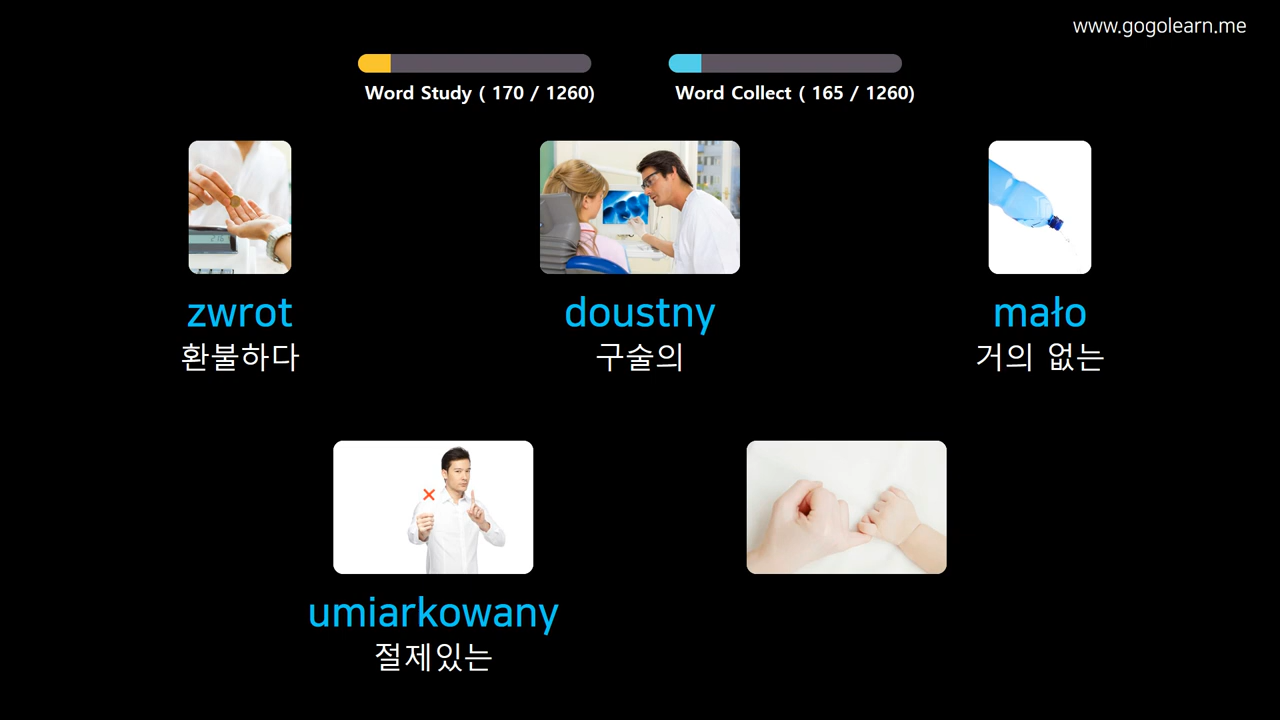 www.gogolearn.me
Word Study ( 170 / 1260)
Word Collect ( 165 / 1260)
zwrot
환불하다
doustny
구술의
mało
거의 없는
umiarkowany
절제있는